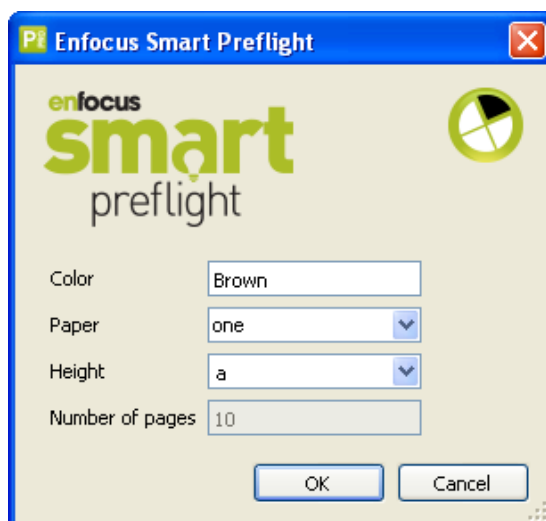 Enfocus Smart Preflight
enfocus
smart
preflight
Color Brown
Paper one
Height a
Number of pages 10
OK Cancel